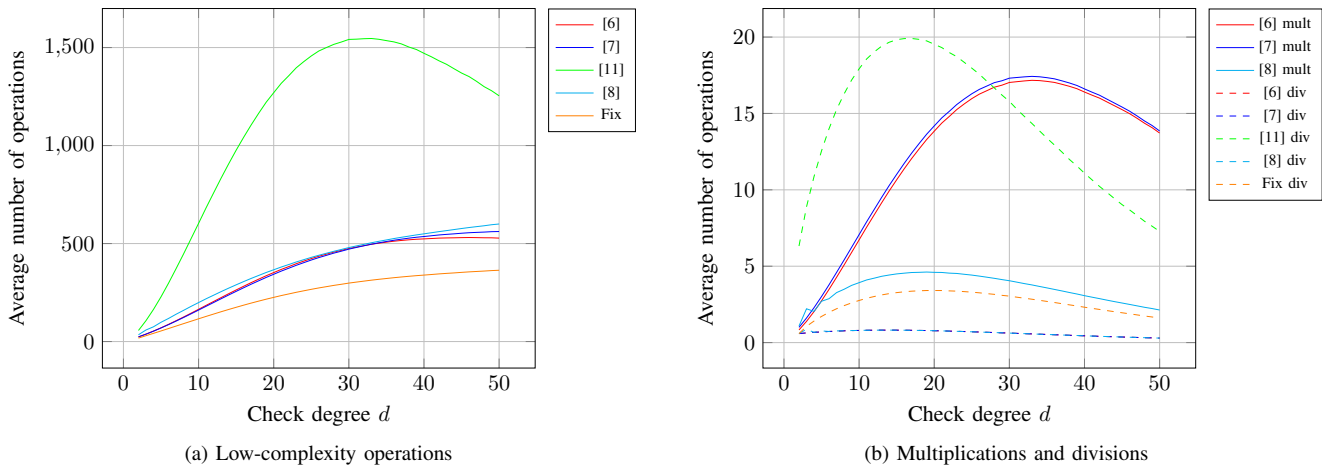 1,500
1,000
500
0
0
10
20
30
40
50
Average number of operations
Check degree d
[6]
[7]
[11]
[8]
Fix
(a) Low-complexity operations
20
15
10
5
0
0
10
20
30
40
50
Average number of operations
Check degree d
[6] mult
[7] mult
[8] mult
[6] div
[7] div
[11] div
[8] div
Fix div
(b) Multiplications and divisions